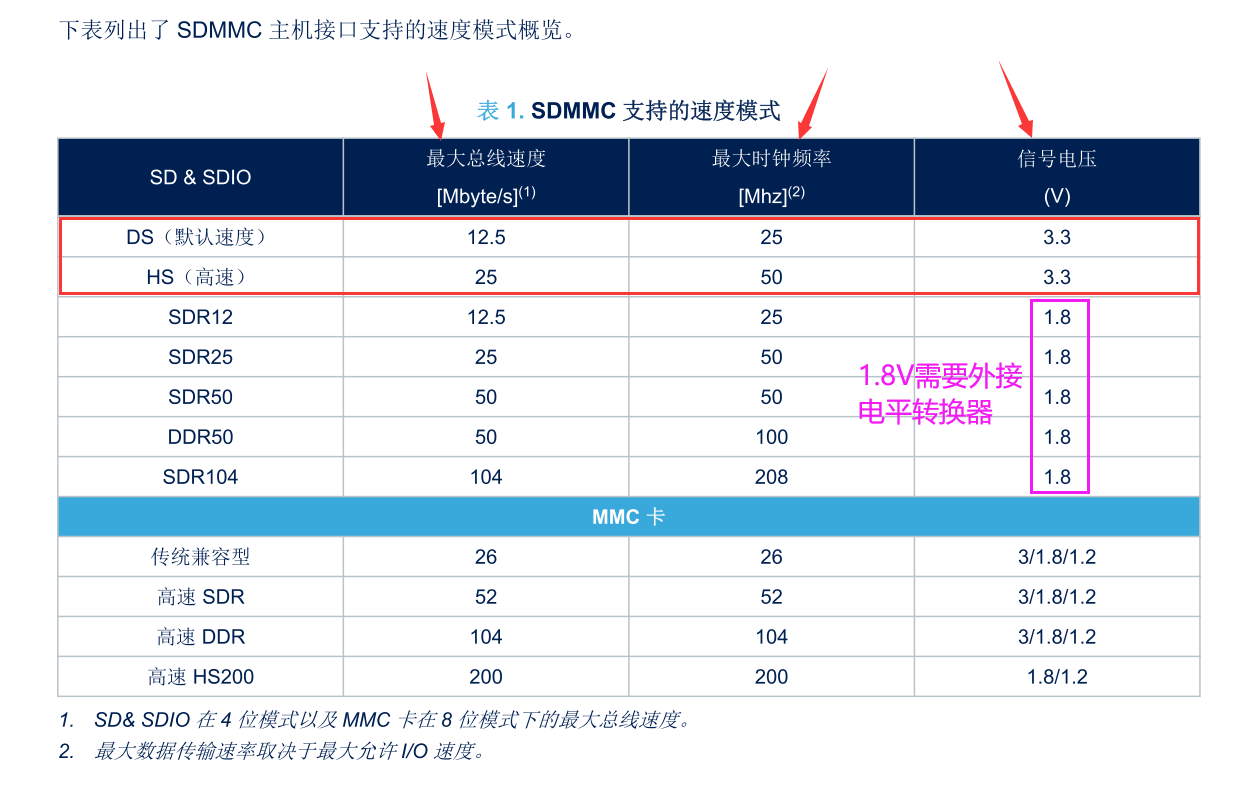 下表列出了 SDMMC 主机接口支持的速度模式概览。
表 1. SDMMC 支持的速度模式
SD & SDIO 最大总线速度 [Mbyte/s](1) 最大时钟频率 [Mhz](2) 信号电压 (V)
DS（默认速度） 12.5 25 3.3
HS（高速） 25 50 3.3
SDR12 12.5 25 1.8
SDR25 25 50 1.8
SDR50 50 50 1.8
1.8V需要外接
电平转换器
DDR50 50 100 1.8
SDR104 104 208 1.8
MMC 卡
传统兼容型 26 26 3/1.8/1.2
高速 SDR 52 52 3/1.8/1.2
高速 DDR 104 104 3/1.8/1.2
高速 HS200 200 200 1.8/1.2
1. SD& SDIO 在 4 位模式以及 MMC 卡在 8 位模式下的最大总线速度。
2. 最大数据传输速率取决于最大允许 I/O 速度。